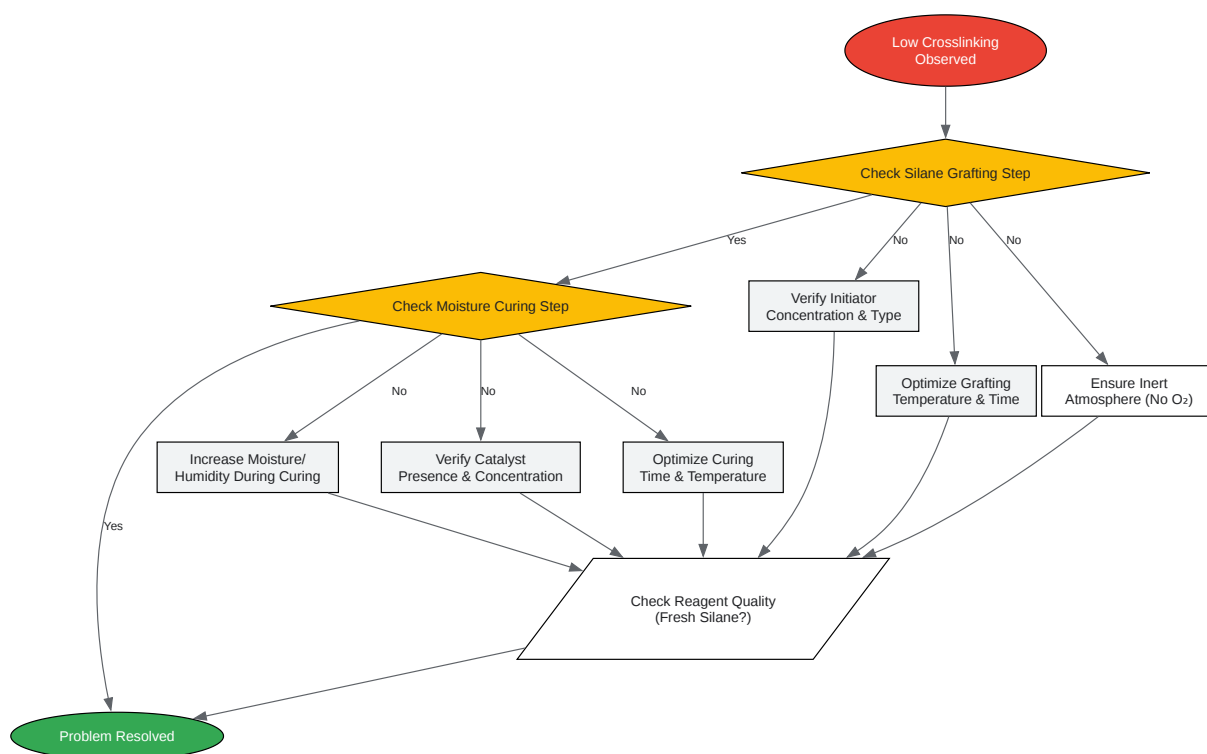 Low Crosslinking
Observed
Check Silane Grafting Step
Yes
No
No
No
Check Moisture Curing Step
Verify Initiator
Concentration & Type
Optimize Grafting
Temperature & Time
Ensure Inert
Atmosphere (No O₂)
No
No
No
Increase Moisture/
Humidity During Curing
Verify Catalyst
Presence & Concentration
Optimize Curing
Time & Temperature
Yes
Check Reagent Quality
(Fresh Silane?)
Problem Resolved